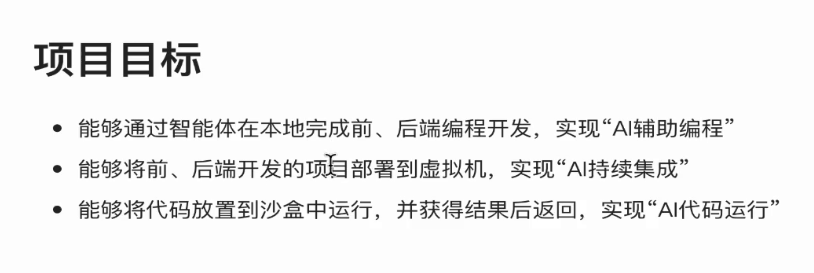 项目目标
• 能够通过智能体在本地完成前、后端编程开发，实现“AI辅助编程”
• 能够将前、后端开发的项目部署到虚拟机，实现“AI持续集成”
• 能够将代码放置到沙盒中运行，并获得结果后返回，实现“AI代码运行”